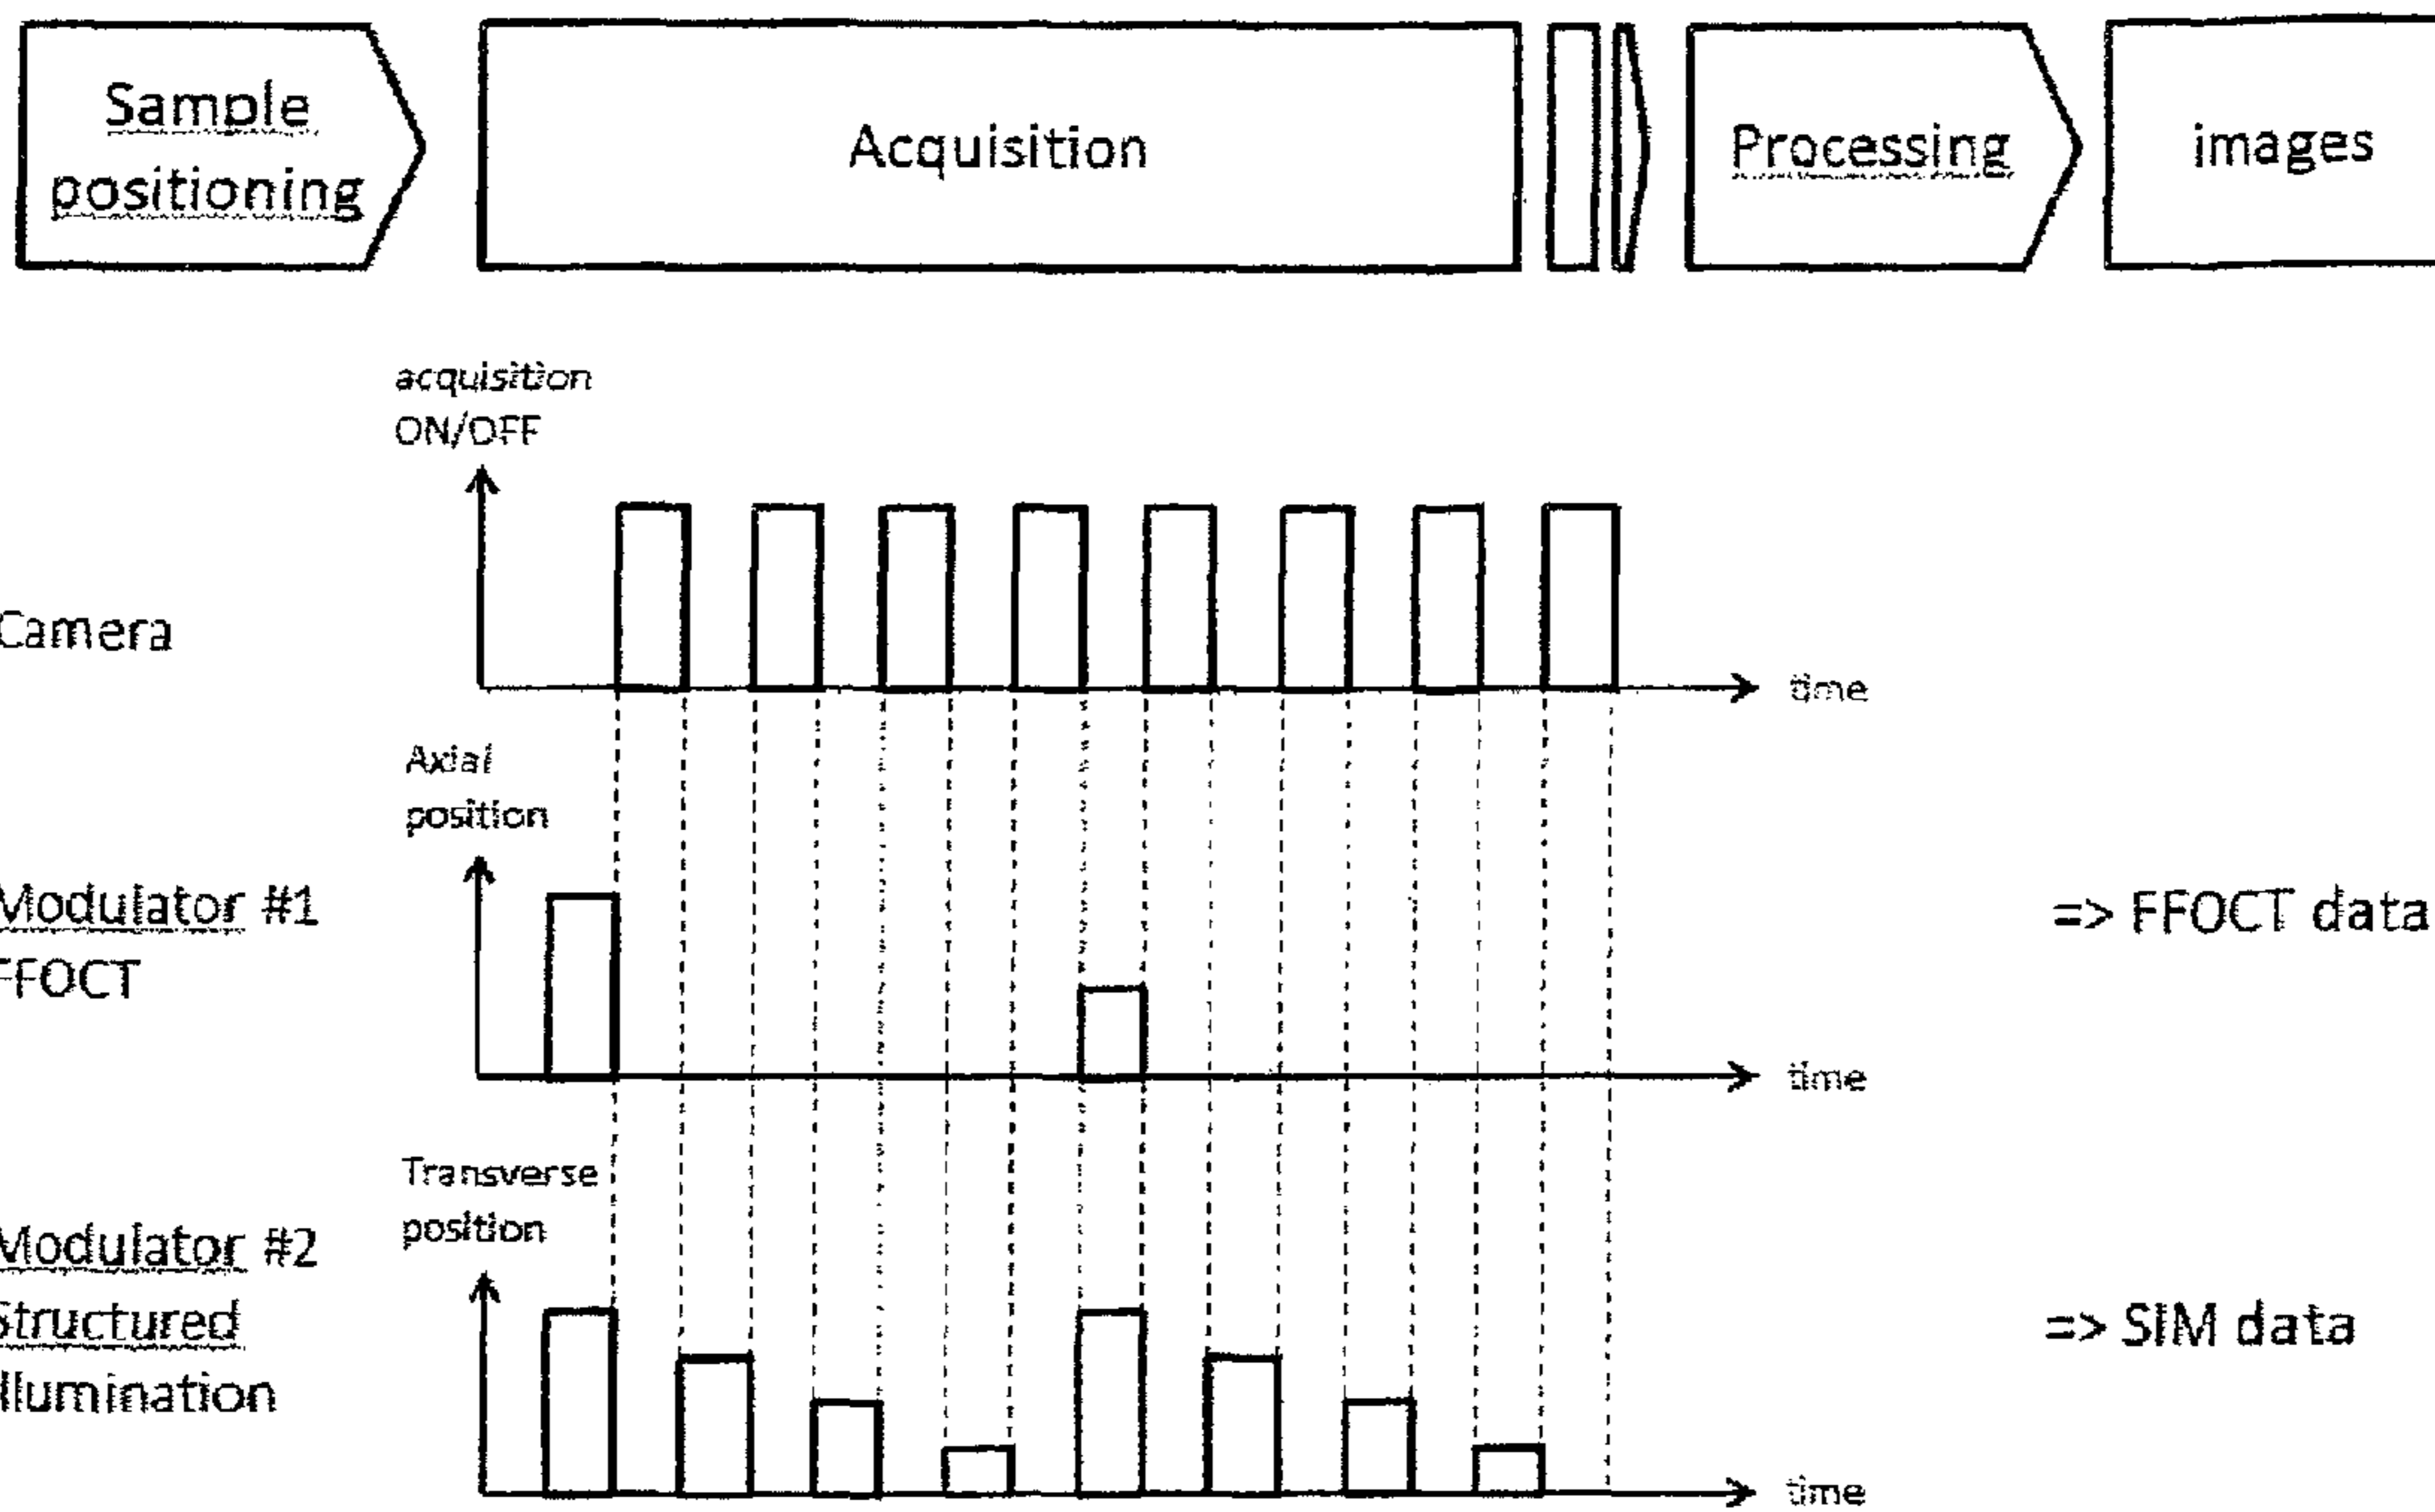 Sample
positioning
Acquisition
Processing
images
acquisition
ON/OFF
Camera
time
Axial
position
Modulator #1
FFOCT
=> FFOCT data
time
Transverse
position
Modulator #2
Structured
illumination
=> SIM data
time